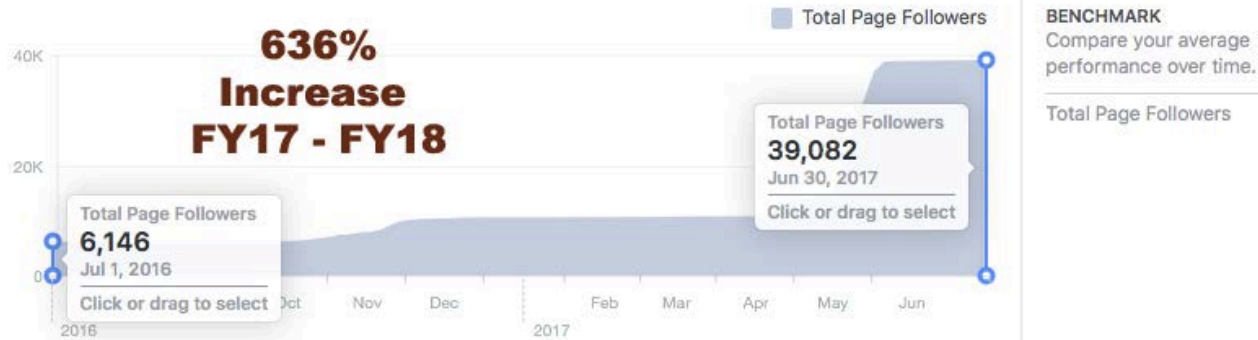 Total Page Followers
BENCHMARK
Compare your average
performance over time.
Total Page Followers
636%
Increase
FY17 - FY18
40K
20K
0
Total Page Followers
6,146
Jul 1, 2016
Click or drag to select
Total Page Followers
39,082
Jun 30, 2017
Click or drag to select
Oct
Nov
Dec
Feb
Mar
Apr
May
Jun
2016
2017